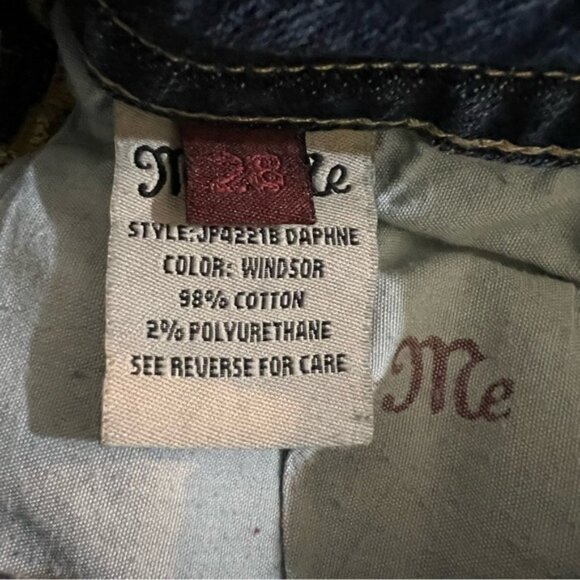 28
STYLE:JP4221B DAPHNE
COLOR: WINDSOR
98% COTTON
2% POLYURETHANE
SEE REVERSE FOR CARE
Me